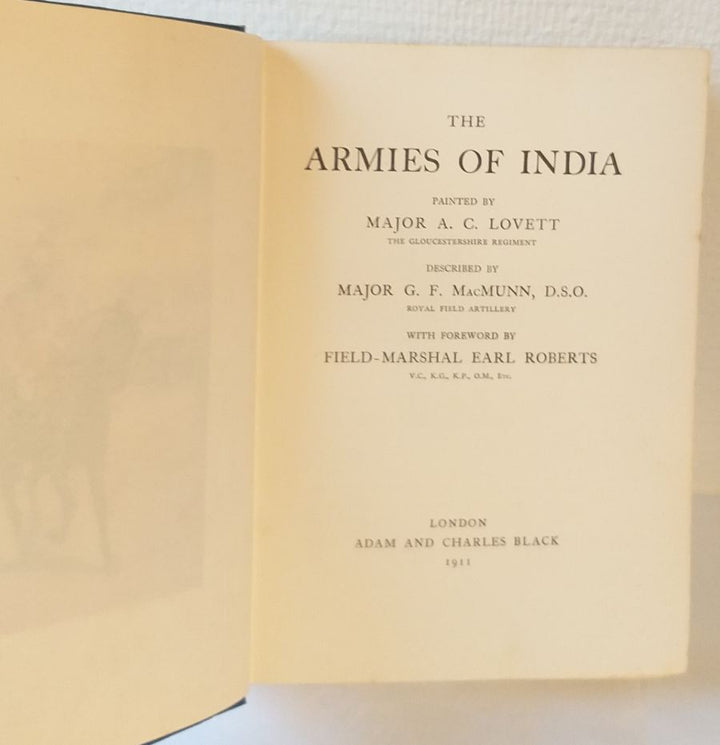 THE
ARMIES OF INDIA
PAINTED BY
MAJOR A. C. LOVETT
THE GLOUCESTERSHIRE REGIMENT
DESCRIBED BY
MAJOR G. F. MacMUNN, D.S.O.
ROYAL FIELD ARTILLERY
WITH FOREWORD BY
FIELD-MARSHAL EARL ROBERTS
V.C., K.G., K.P., O.M., Etc.
LONDON
ADAM AND CHARLES BLACK
1911